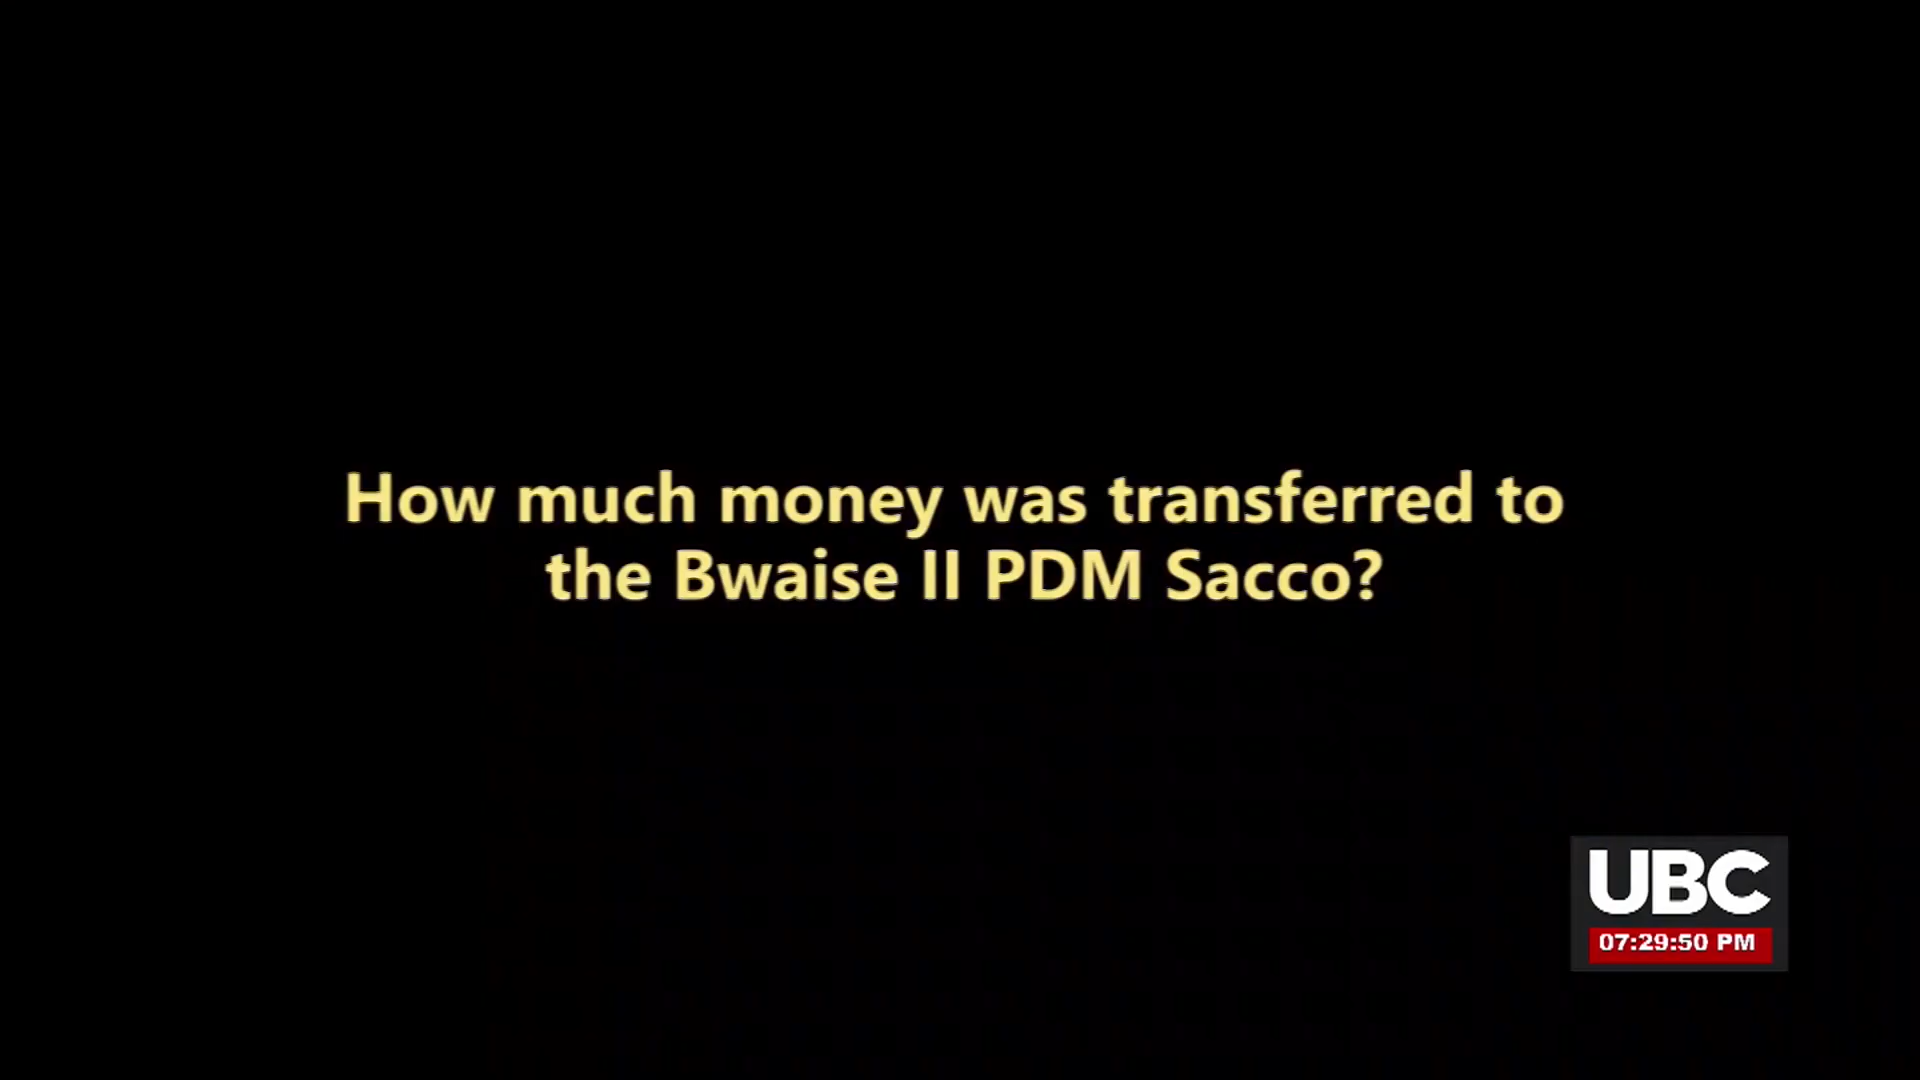 How much money was transferred to
the Bwaise II PDM Sacco?
UBC
07:29:50 PM